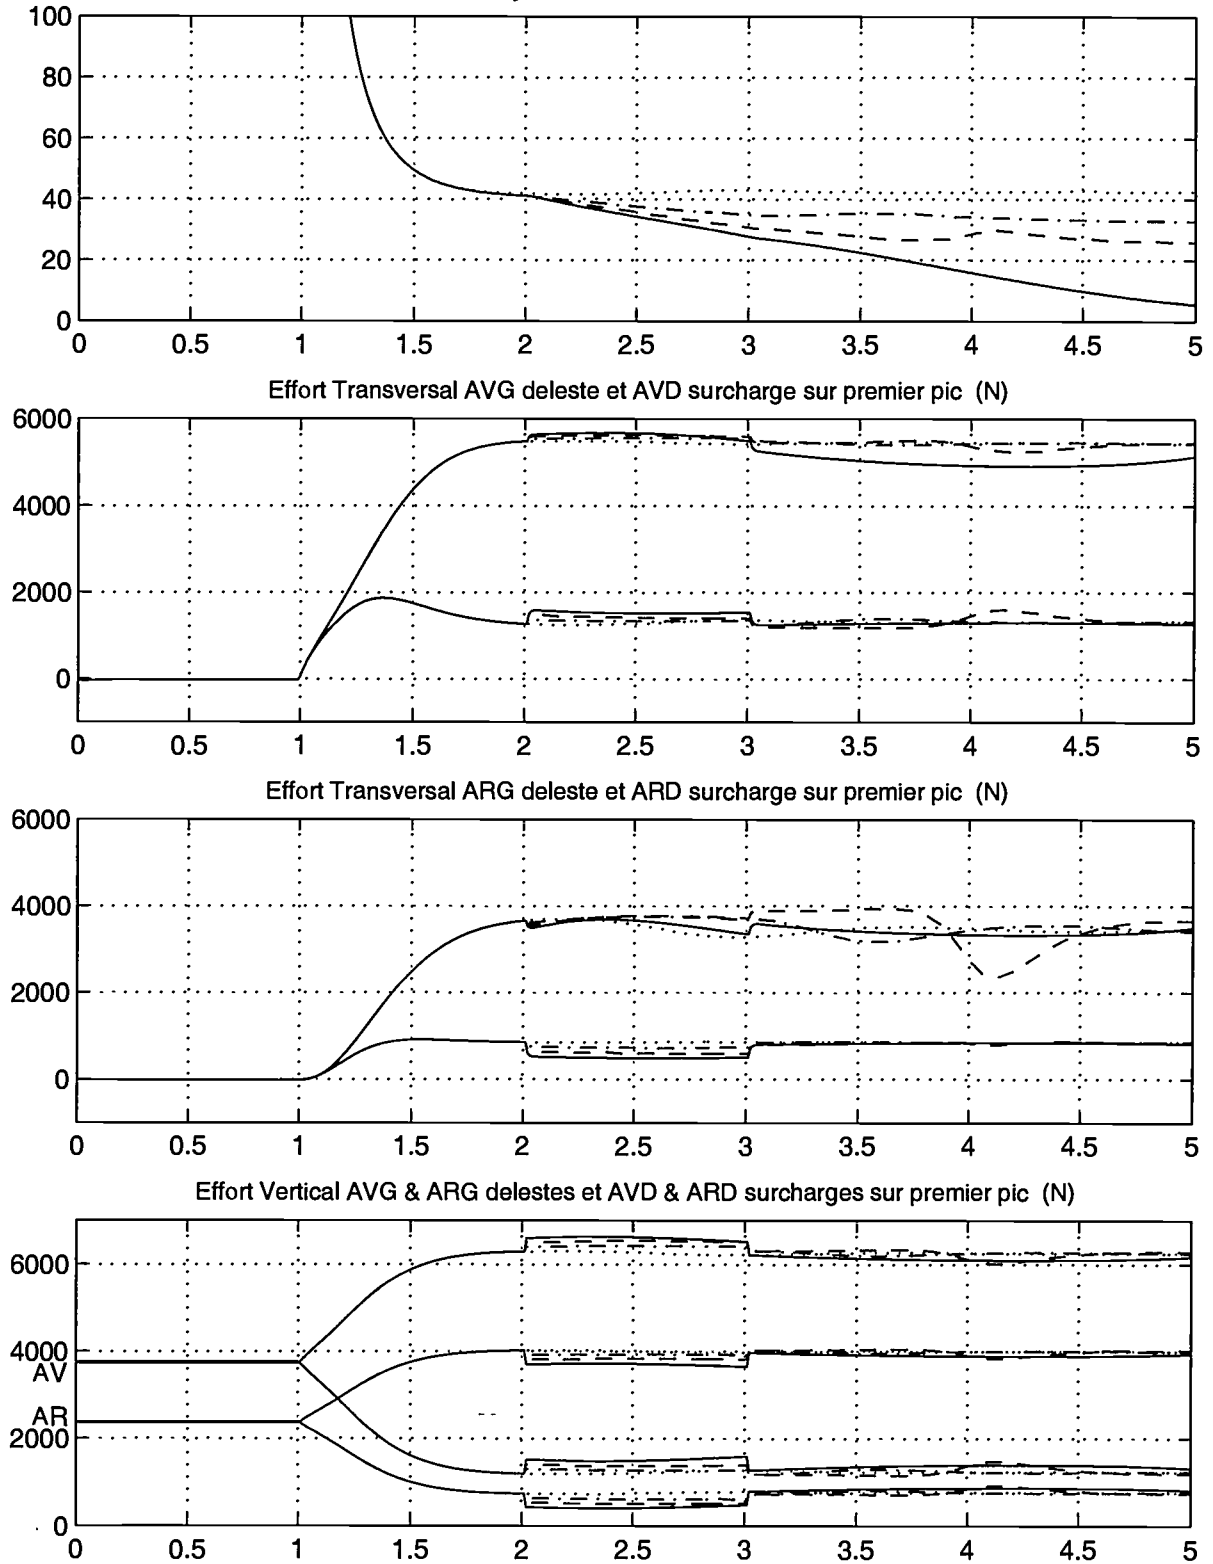 100
80
60
40
20
0
0 0.5 1 1.5 2 2.5 3 3.5 4 4.5 5
Effort Transversal AVG deleste et AVD surcharge sur premier pic (N)
6000
4000
2000
0
0 0.5 1 1.5 2 2.5 3 3.5 4 4.5 5
Effort Transversal ARG deleste et ARD surcharge sur premier pic (N)
6000
4000
2000
0
0 0.5 1 1.5 2 2.5 3 3.5 4 4.5 5
Effort Vertical AVG & ARG delestes et AVD & ARD surcharges sur premier pic (N)
6000
4000
AV
AR
2000
0
0 0.5 1 1.5 2 2.5 3 3.5 4 4.5 5